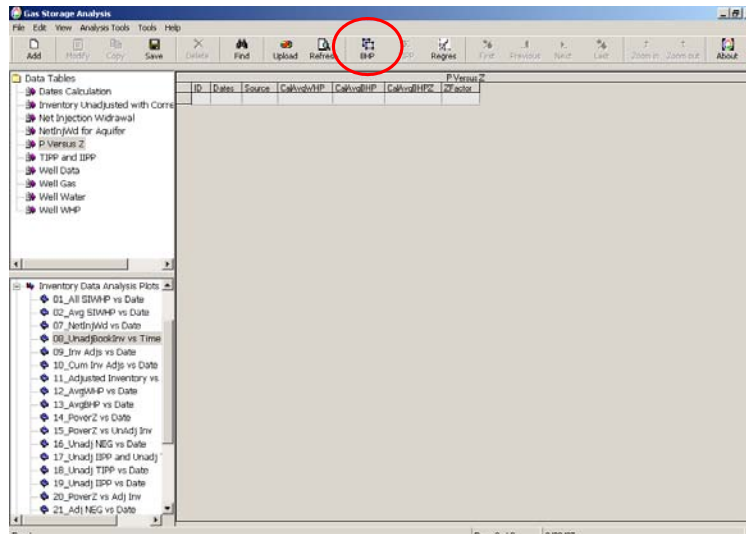 Gas Storage Analysis
File Edit View Analysis Tools Tools Help
Add Modify Copy Save Delete Find Upload Refres BHP Regres First Previous Next Last Zoom in Zoom out About
Data Tables
Dates Calculation
Inventory Unadjusted with Corre
Net Injection Widrawal
NetInjWd for Aquifer
P Versus Z
TIPP and IIPP
Well Data
Well Gas
Well Water
Well WHP
P Versus Z
ID Dates Source CalAvgWHP CalAvgBHP CalAvgBHPZ ZFactor
Inventory Data Analysis Plots
01_All SIWHP vs Date
02_Avg SIWHP vs Date
07_NetInjWd vs Date
08_UnadjBookInv vs Time
09_Inv Adjs vs Date
10_Cum Inv Adjs vs Date
11_Adjusted Inventory vs.
12_AvgWHP vs Date
13_AvgBHP vs Date
14_PoverZ vs Date
15_PoverZ vs UnAdj Inv
16_Unadj NEG vs Date
17_Unadj IIPP and Unadj
18_Unadj TIPP vs Date
19_Unadj IIPP vs Date
20_PoverZ vs Adj Inv
21_Adj NEG vs Date